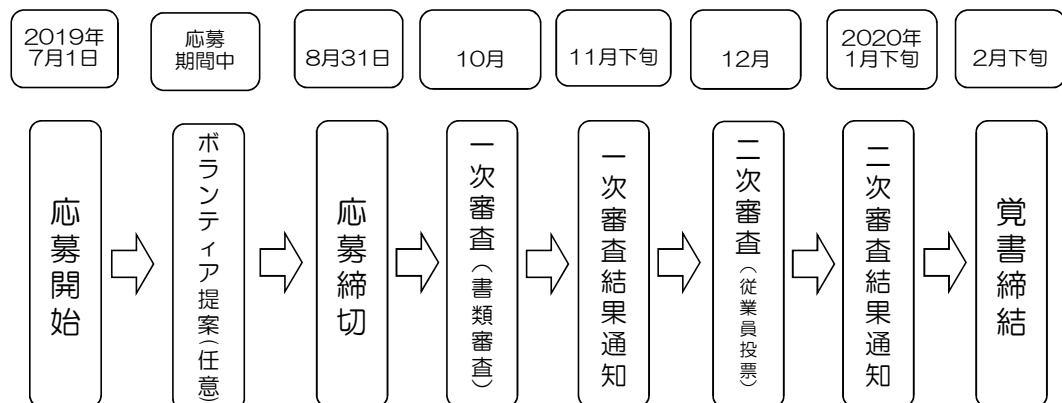 2019年
7月1日
応募
期間中
8月31日
10月
11月下旬
12月
2020年
1月下旬
2月下旬
応募開始
ボランティア提案(任意)
応募締切
一次審査(書類審査)
一次審査結果通知
二次審査(従業員投票)
二次審査結果通知
覚書締結